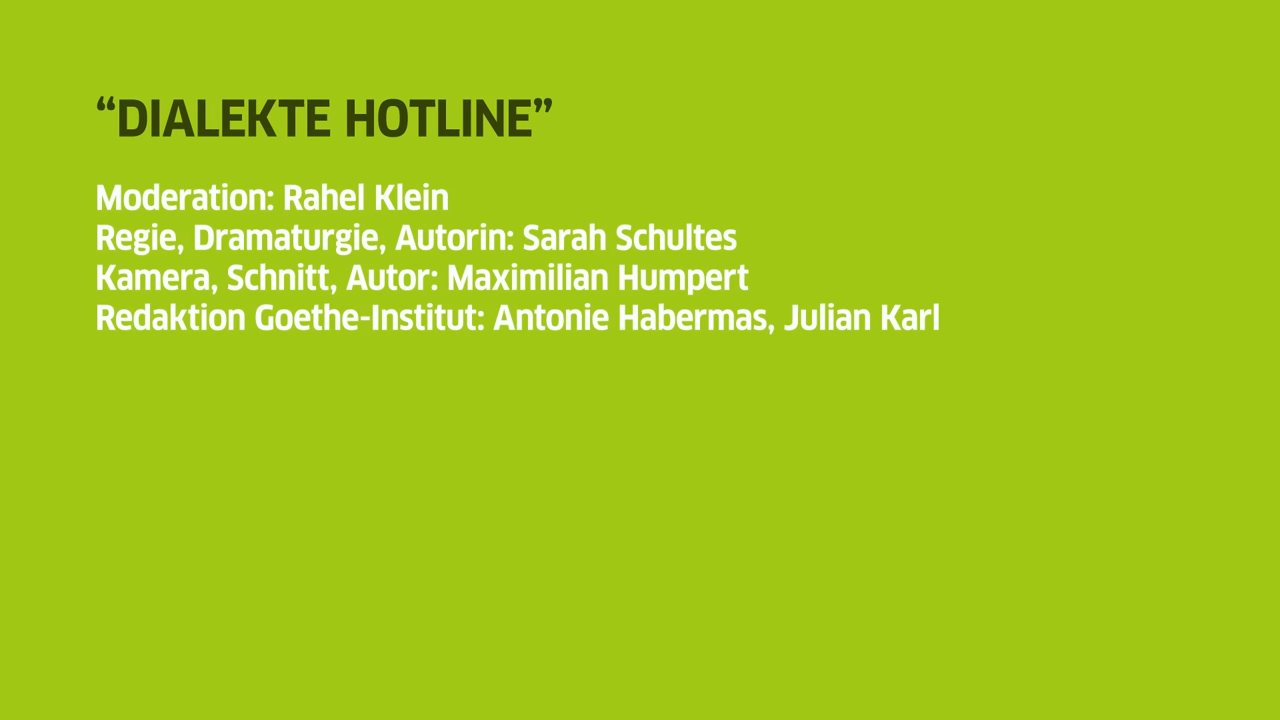 “DIALEKTE HOTLINE”
Moderation: Rahel Klein
Regie, Dramaturgie, Autorin: Sarah Schultes
Kamera, Schnitt, Autor: Maximilian Humpert
Redaktion Goethe-Institut: Antonie Habermas, Julian Karl